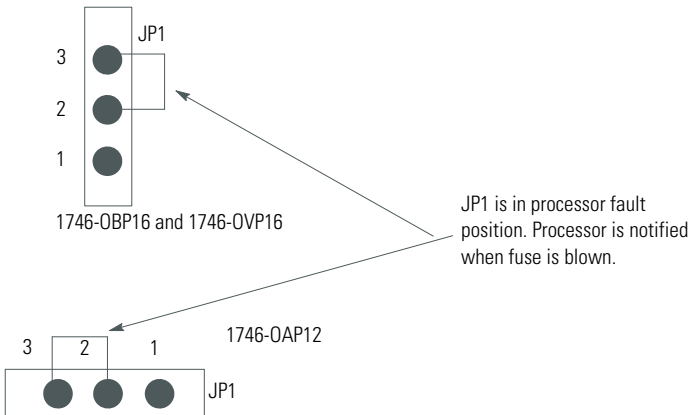 JP1
3
2
1
1746-OBP16 and 1746-OVP16
JP1 is in processor fault
position. Processor is notified
when fuse is blown.
1746-OAP12
3 2 1
JP1